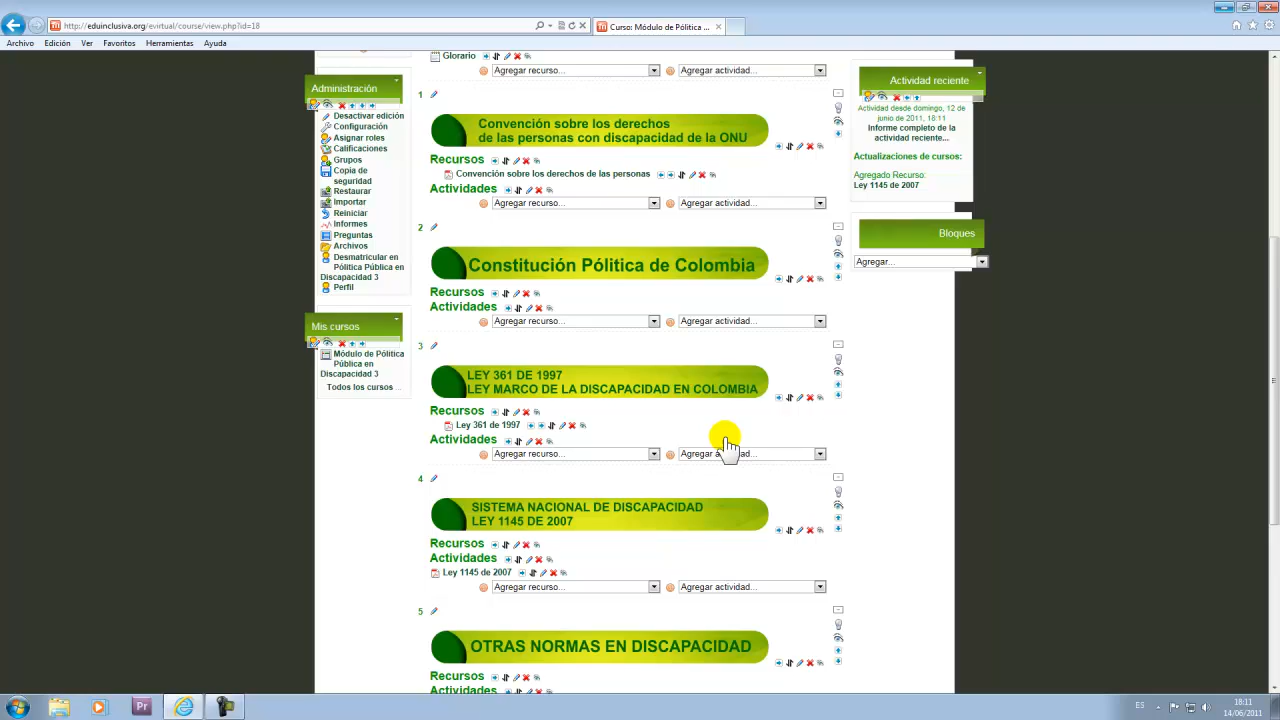 http://eduinclusiva.org/evirtual/course/view.php?id=18
Curso: Módulo de Pólitica ...
Archivo Edición Ver Favoritos Herramientas Ayuda
Administración
Desactivar edición
Configuración
Asignar roles
Calificaciones
Grupos
Copia de
seguridad
Restaurar
Importar
Reiniciar
Informes
Preguntas
Archivos
Desmatricular en
Pólítica Pública en
Discapacidad 3
Perfil
Mis cursos
Módulo de Pólitica
Pública en
Discapacidad 3
Todos los cursos ...
Glorario
Agregar recurso... Agregar actividad...
1
Convención sobre los derechos
de las personas con discapacidad de la ONU
Recursos
Convención sobre los derechos de las personas
Actividades
Agregar recurso... Agregar actividad...
2
Constitución Pólitica de Colombia
Recursos
Actividades
Agregar recurso... Agregar actividad...
3
LEY 361 DE 1997
LEY MARCO DE LA DISCAPACIDAD EN COLOMBIA
Recursos
Ley 361 de 1997
Actividades
Agregar recurso... Agregar ad...
4
SISTEMA NACIONAL DE DISCAPACIDAD
LEY 1145 DE 2007
Recursos
Actividades
Ley 1145 de 2007
Agregar recurso... Agregar actividad...
5
OTRAS NORMAS EN DISCAPACIDAD
Recursos
Actividades
Actividad reciente
Actividad desde domingo, 12 de
junio de 2011, 18:11
Informe completo de la
actividad reciente...
Actualizaciones de cursos:
Agregado Recurso:
Ley 1145 de 2007
Bloques
Agregar...
Pr
ES
18:11
14/06/2011